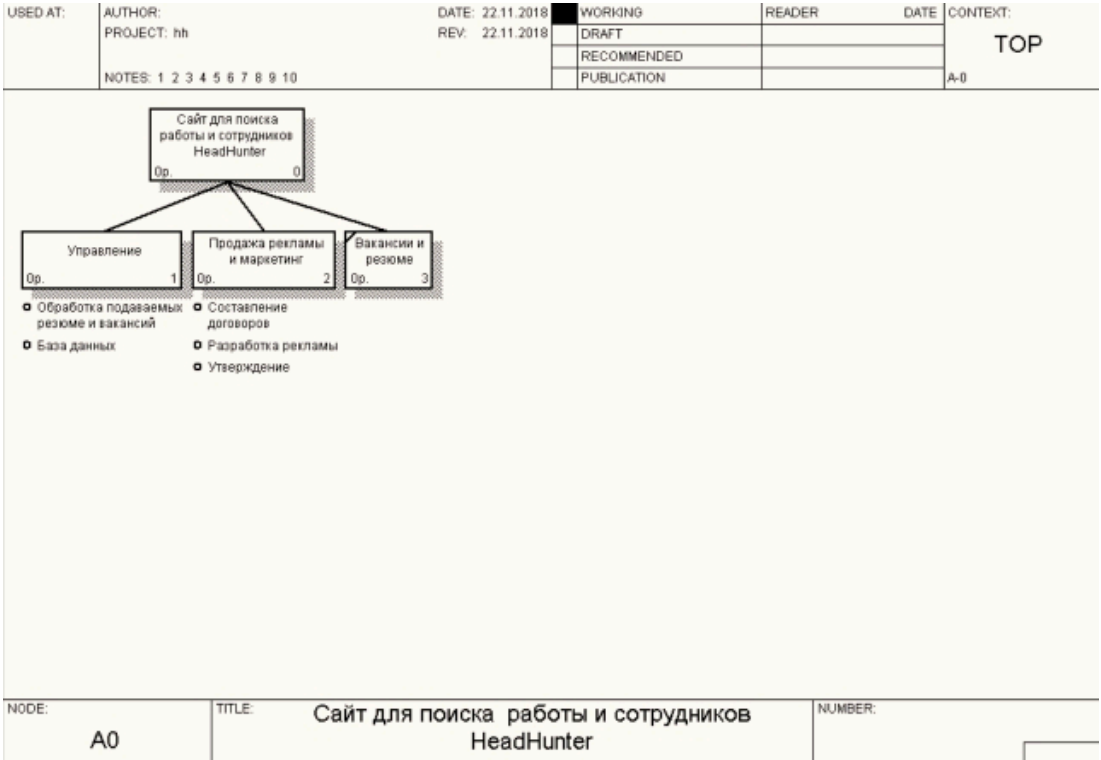 USED AT:
AUTHOR:
DATE: 22.11.2018
WORKING
READER
DATE
CONTEXT:
PROJECT: hh
REV: 22.11.2018
DRAFT
TOP
RECOMMENDED
NOTES: 1 2 3 4 5 6 7 8 9 10
PUBLICATION
A-0
Сайт для поиска
работы и сотрудников
HeadHunter
0р.
0
Управление
0р.
1
Продажа рекламы
и маркетинг
0р.
2
Вакансии и
резюме
0р.
3
Обработка подаваемых
резюме и вакансий
База данных
Составление
договоров
Разработка рекламы
Утверждение
NODE:
A0
TITLE:
Сайт для поиска работы и сотрудников
HeadHunter
NUMBER: